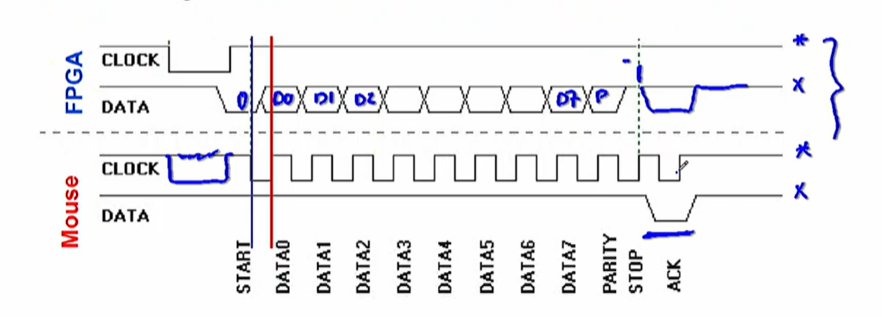 FPGA
CLOCK
*
DATA
0 D0 D1 D2 D7 P
x
Mouse
CLOCK
*
DATA
x
START
DATA0
DATA1
DATA2
DATA3
DATA4
DATA5
DATA6
DATA7
PARITY
STOP
ACK